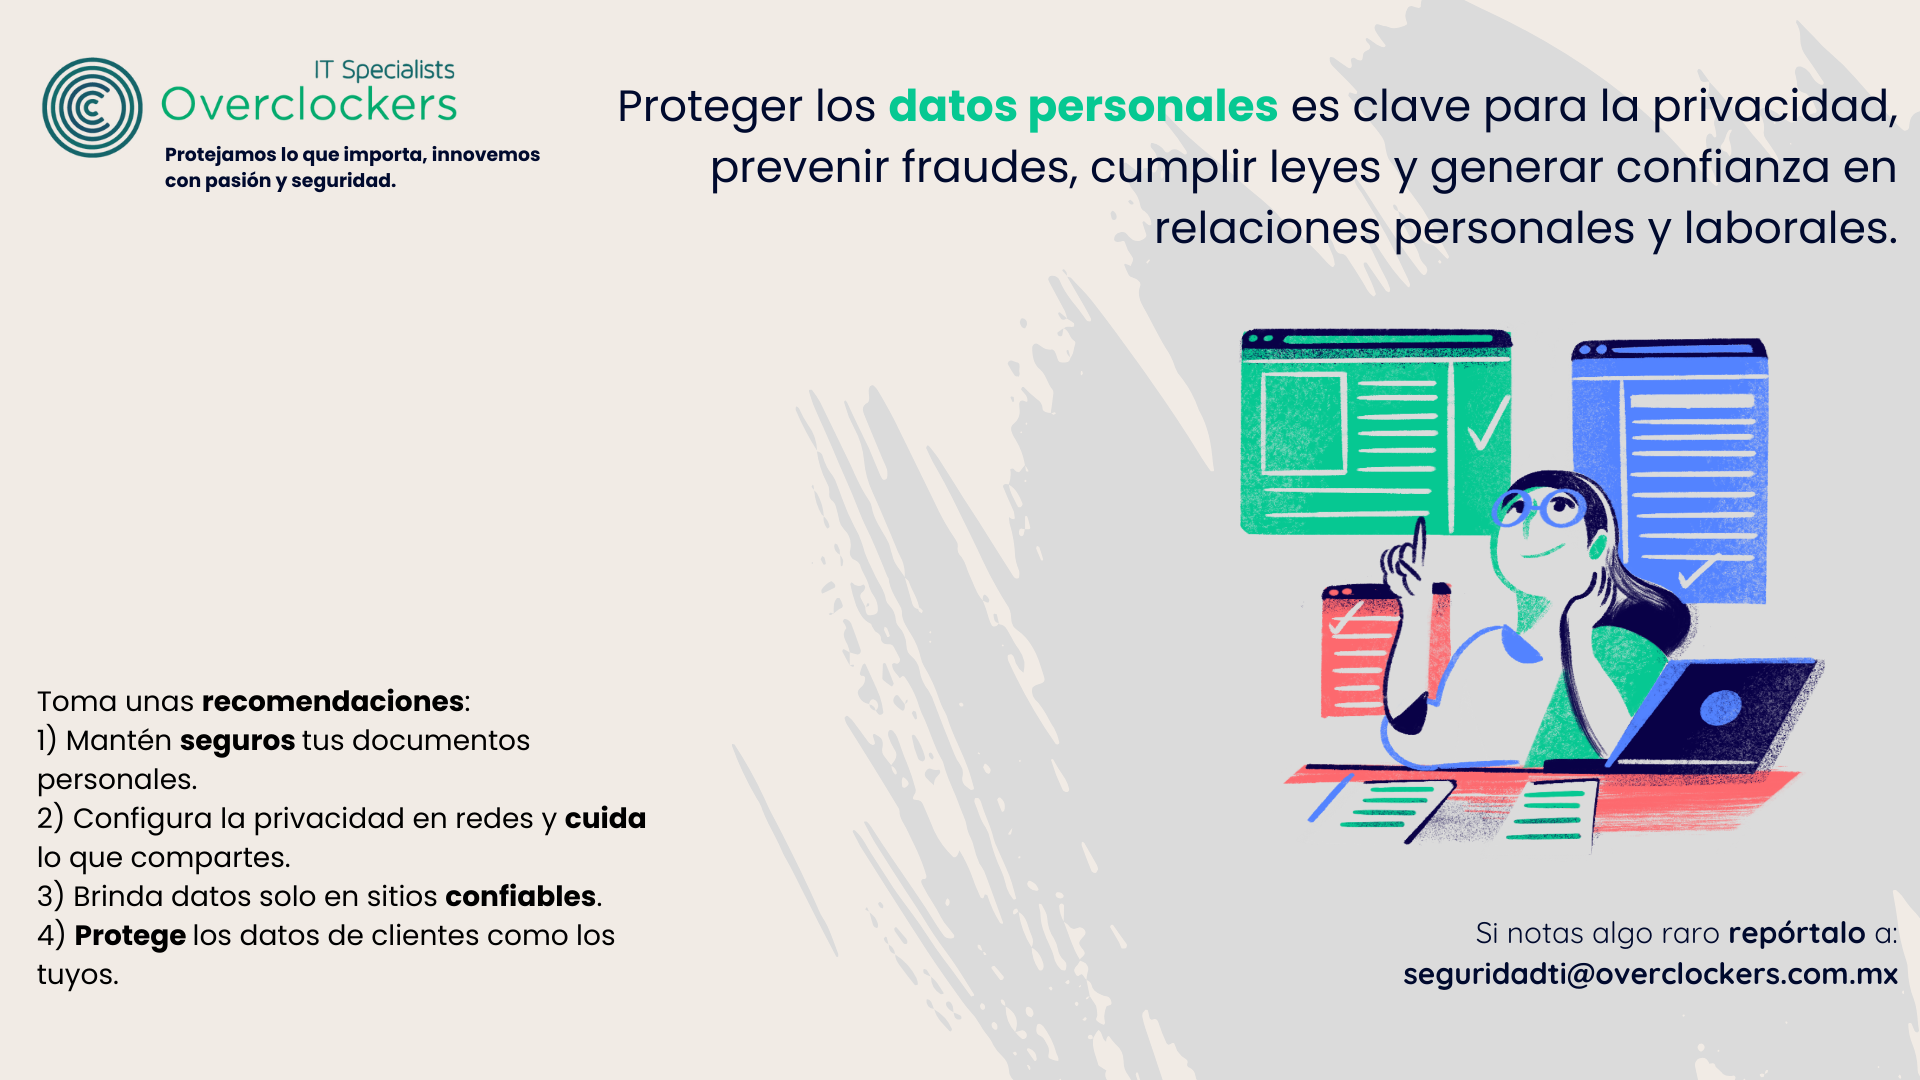 IT Specialists
Overclockers
Protejamos lo que importa, innovemos
con pasión y seguridad.
Proteger los datos personales es clave para la privacidad,
prevenir fraudes, cumplir leyes y generar confianza en
relaciones personales y laborales.
Toma unas recomendaciones:
1) Mantén seguros tus documentos
personales.
2) Configura la privacidad en redes y cuida
lo que compartes.
3) Brinda datos solo en sitios confiables.
4) Protege los datos de clientes como los
tuyos.
Si notas algo raro repórtalo a:
seguridadti@overclockers.com.mx